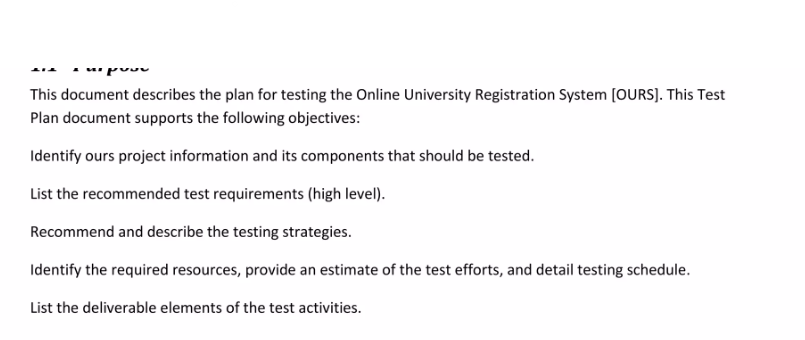 1.1 Purpose
This document describes the plan for testing the Online University Registration System [OURS]. This Test
Plan document supports the following objectives:
Identify ours project information and its components that should be tested.
List the recommended test requirements (high level).
Recommend and describe the testing strategies.
Identify the required resources, provide an estimate of the test efforts, and detail testing schedule.
List the deliverable elements of the test activities.